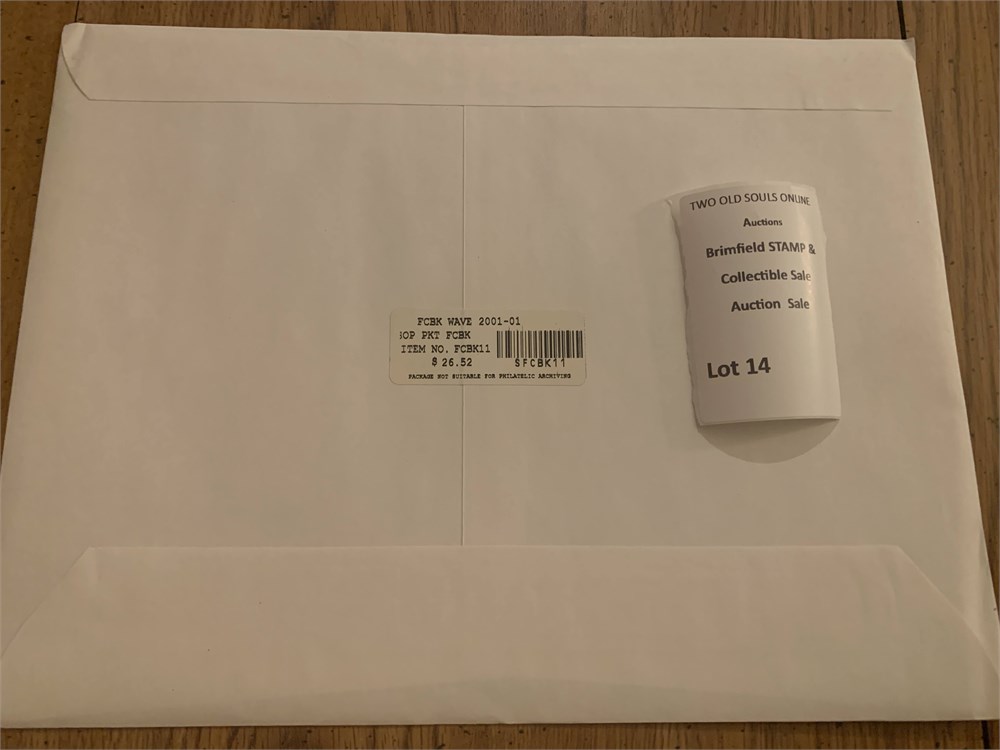 FCBK WAVE 2001-01
SOP PKT FCBK
ITEM NO. FCBK11
$ 26.52
SFCBK11
PACKAGE NOT SUITABLE FOR PHILATELIC ARCHIVING
TWO OLD SOULS ONLINE
Auctions
Brimfield STAMP &
Collectible Sale
Auction Sale
Lot 14